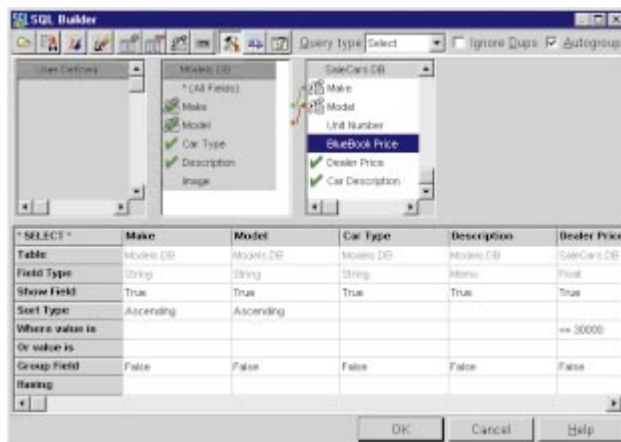 SQL Builder
Query type Select Ignore Dups Autogroup
User Defined
Models.DB
* (All Fields)
Make
Model
Car Type
Description
Image
SaleCars.DB
Make
Model
Unit Number
BlueBook Price
Dealer Price
Car Description
* SELECT * Make Model Car Type Description Dealer Price
Table Models.DB Models.DB Models.DB Models.DB SaleCars.DB
Field Type String String String Memo Float
Show Field True True True True True
Sort Type Ascending Ascending
Where value is 30000
Or value is
Group Field False False False False False
Having
OK Cancel Help